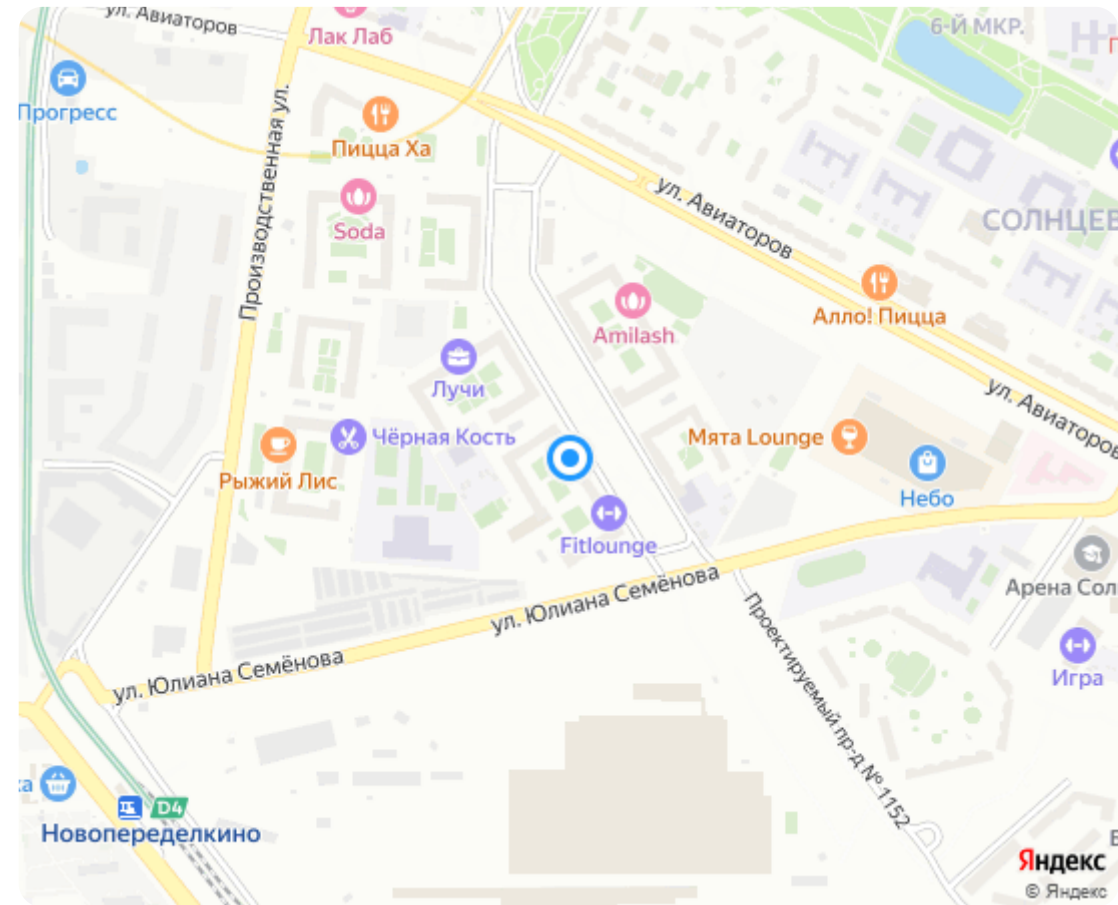 ул. Авиаторов
Лак Лаб
6-Й МКР.
Прогресс
Пицца Ха
Производственная ул.
Soda
ул. Авиаторов
СОЛНЦЕВ
Алло! Пицца
Amilash
Лучи
ул. Авиаторов
Чёрная Кость
Мята Lounge
Рыжий Лис
Небо
Fitlounge
Арена Сол
ул. Юлиана Семёнова
Проектируемый пр-д № 1152
Игра
ул. Юлиана Семёнова
ка
D4
Новопеределкино
Яндекс
© Яндекс